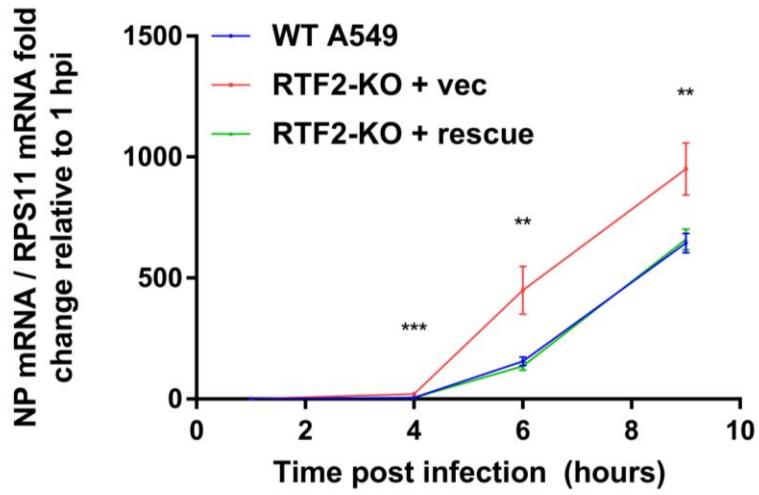 NP mRNA / RPS11 mRNA fold
change relative to 1 hpi
1500
1000
500
0
WT A549
RTF2-KO + vec
RTF2-KO + rescue
**
**
***
0 2 4 6 8 10
Time post infection (hours)